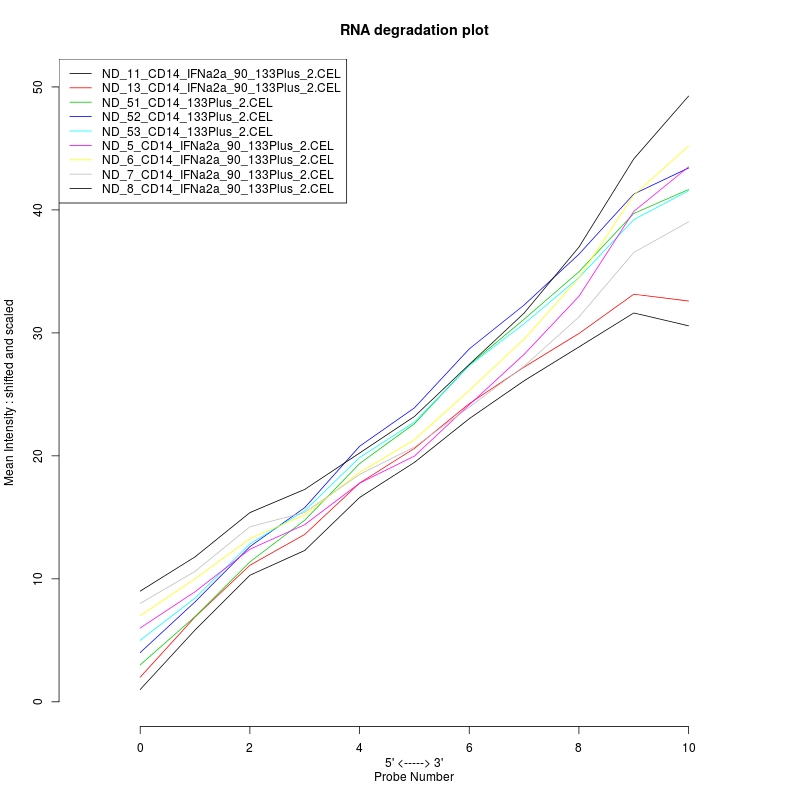 RNA degradation plot
ND_11_CD14_IFNa2a_90_133Plus_2.CEL
ND_13_CD14_IFNa2a_90_133Plus_2.CEL
ND_51_CD14_133Plus_2.CEL
ND_52_CD14_133Plus_2.CEL
ND_53_CD14_133Plus_2.CEL
ND_5_CD14_IFNa2a_90_133Plus_2.CEL
ND_6_CD14_IFNa2a_90_133Plus_2.CEL
ND_7_CD14_IFNa2a_90_133Plus_2.CEL
ND_8_CD14_IFNa2a_90_133Plus_2.CEL
Mean Intensity : shifted and scaled
50
40
30
20
10
0
0 2 4 6 8 10
5' <-----> 3'
Probe Number